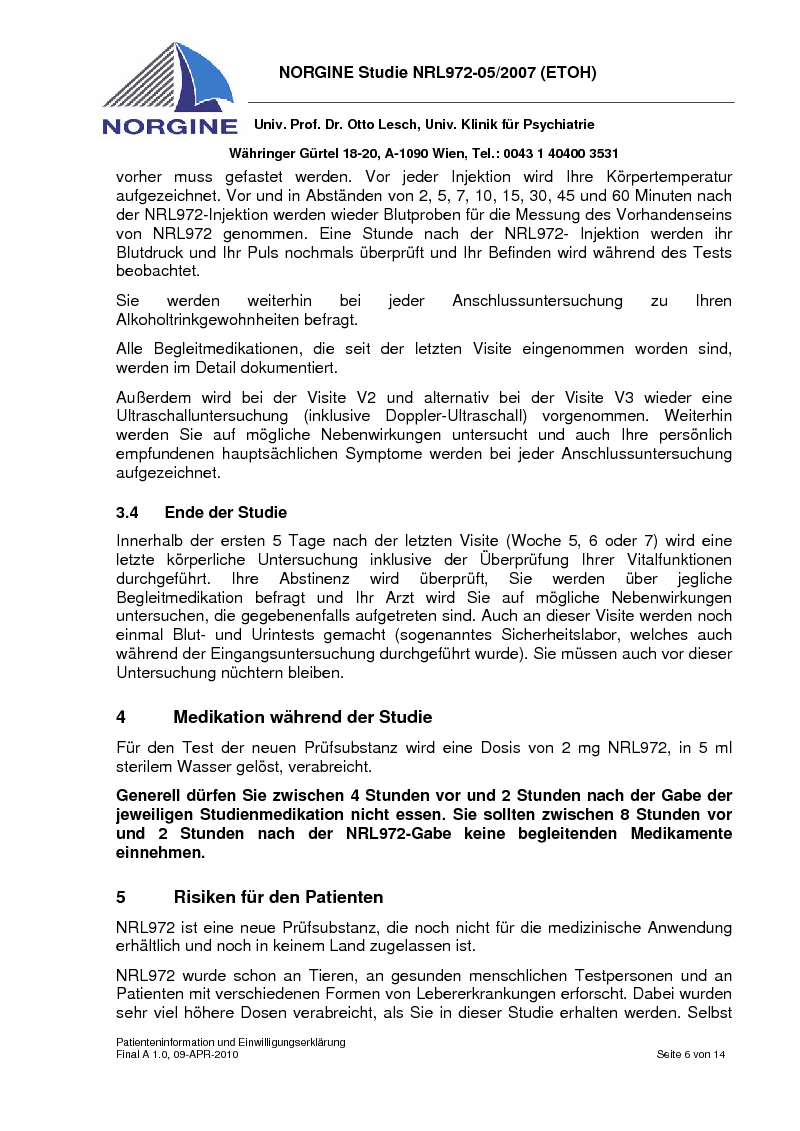 NORGINE Studie NRL972-05/2007 (ETOH)
NORGINE
Univ. Prof. Dr. Otto Lesch, Univ. Klinik für Psychiatrie
Währinger Gürtel 18-20, A-1090 Wien, Tel.: 0043 1 40400 3531
vorher muss gefastet werden. Vor jeder Injektion wird Ihre Körpertemperatur
aufgezeichnet. Vor und in Abständen von 2, 5, 7, 10, 15, 30, 45 und 60 Minuten nach
der NRL972-Injektion werden wieder Blutproben für die Messung des Vorhandenseins
von NRL972 genommen. Eine Stunde nach der NRL972- Injektion werden ihr
Blutdruck und Ihr Puls nochmals überprüft und Ihr Befinden wird während des Tests
beobachtet.
Sie werden weiterhin bei jeder Anschlussuntersuchung zu Ihren
Alkoholtrinkgewohnheiten befragt.
Alle Begleitmedikationen, die seit der letzten Visite eingenommen worden sind,
werden im Detail dokumentiert.
Außerdem wird bei der Visite V2 und alternativ bei der Visite V3 wieder eine
Ultraschalluntersuchung (inklusive Doppler-Ultraschall) vorgenommen. Weiterhin
werden Sie auf mögliche Nebenwirkungen untersucht und auch Ihre persönlich
empfundenen hauptsächlichen Symptome werden bei jeder Anschlussuntersuchung
aufgezeichnet.
3.4 Ende der Studie
Innerhalb der ersten 5 Tage nach der letzten Visite (Woche 5, 6 oder 7) wird eine
letzte körperliche Untersuchung inklusive der Überprüfung Ihrer Vitalfunktionen
durchgeführt. Ihre Abstinenz wird überprüft, Sie werden über jegliche
Begleitmedikation befragt und Ihr Arzt wird Sie auf mögliche Nebenwirkungen
untersuchen, die gegebenenfalls aufgetreten sind. Auch an dieser Visite werden noch
einmal Blut- und Urintests gemacht (sogenanntes Sicherheitslabor, welches auch
während der Eingangsuntersuchung durchgeführt wurde). Sie müssen auch vor dieser
Untersuchung nüchtern bleiben.
4 Medikation während der Studie
Für den Test der neuen Prüfsubstanz wird eine Dosis von 2 mg NRL972, in 5 ml
sterilem Wasser gelöst, verabreicht.
Generell dürfen Sie zwischen 4 Stunden vor und 2 Stunden nach der Gabe der
jeweiligen Studienmedikation nicht essen. Sie sollten zwischen 8 Stunden vor
und 2 Stunden nach der NRL972-Gabe keine begleitenden Medikamente
einnehmen.
5 Risiken für den Patienten
NRL972 ist eine neue Prüfsubstanz, die noch nicht für die medizinische Anwendung
erhältlich und noch in keinem Land zugelassen ist.
NRL972 wurde schon an Tieren, an gesunden menschlichen Testpersonen und an
Patienten mit verschiedenen Formen von Lebererkrankungen erforscht. Dabei wurden
sehr viel höhere Dosen verabreicht, als Sie in dieser Studie erhalten werden. Selbst
Patienteninformation und Einwilligungserklärung
Final A 1.0, 09-APR-2010 Seite 6 von 14